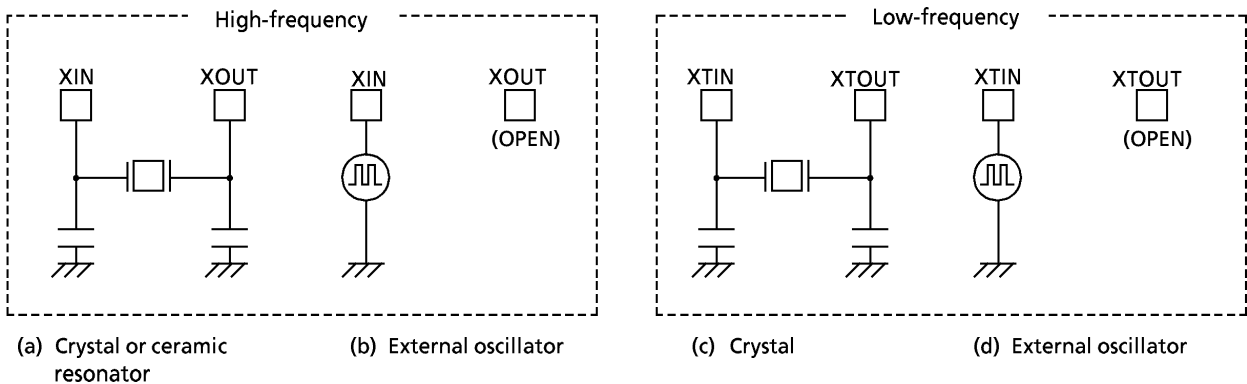 High-frequency
Low-frequency
XIN
XOUT
XIN
XOUT
(OPEN)
XTIN
XTOUT
XTIN
XTOUT
(OPEN)
(a) Crystal or ceramic
resonator
(b) External oscillator
(c) Crystal
(d) External oscillator